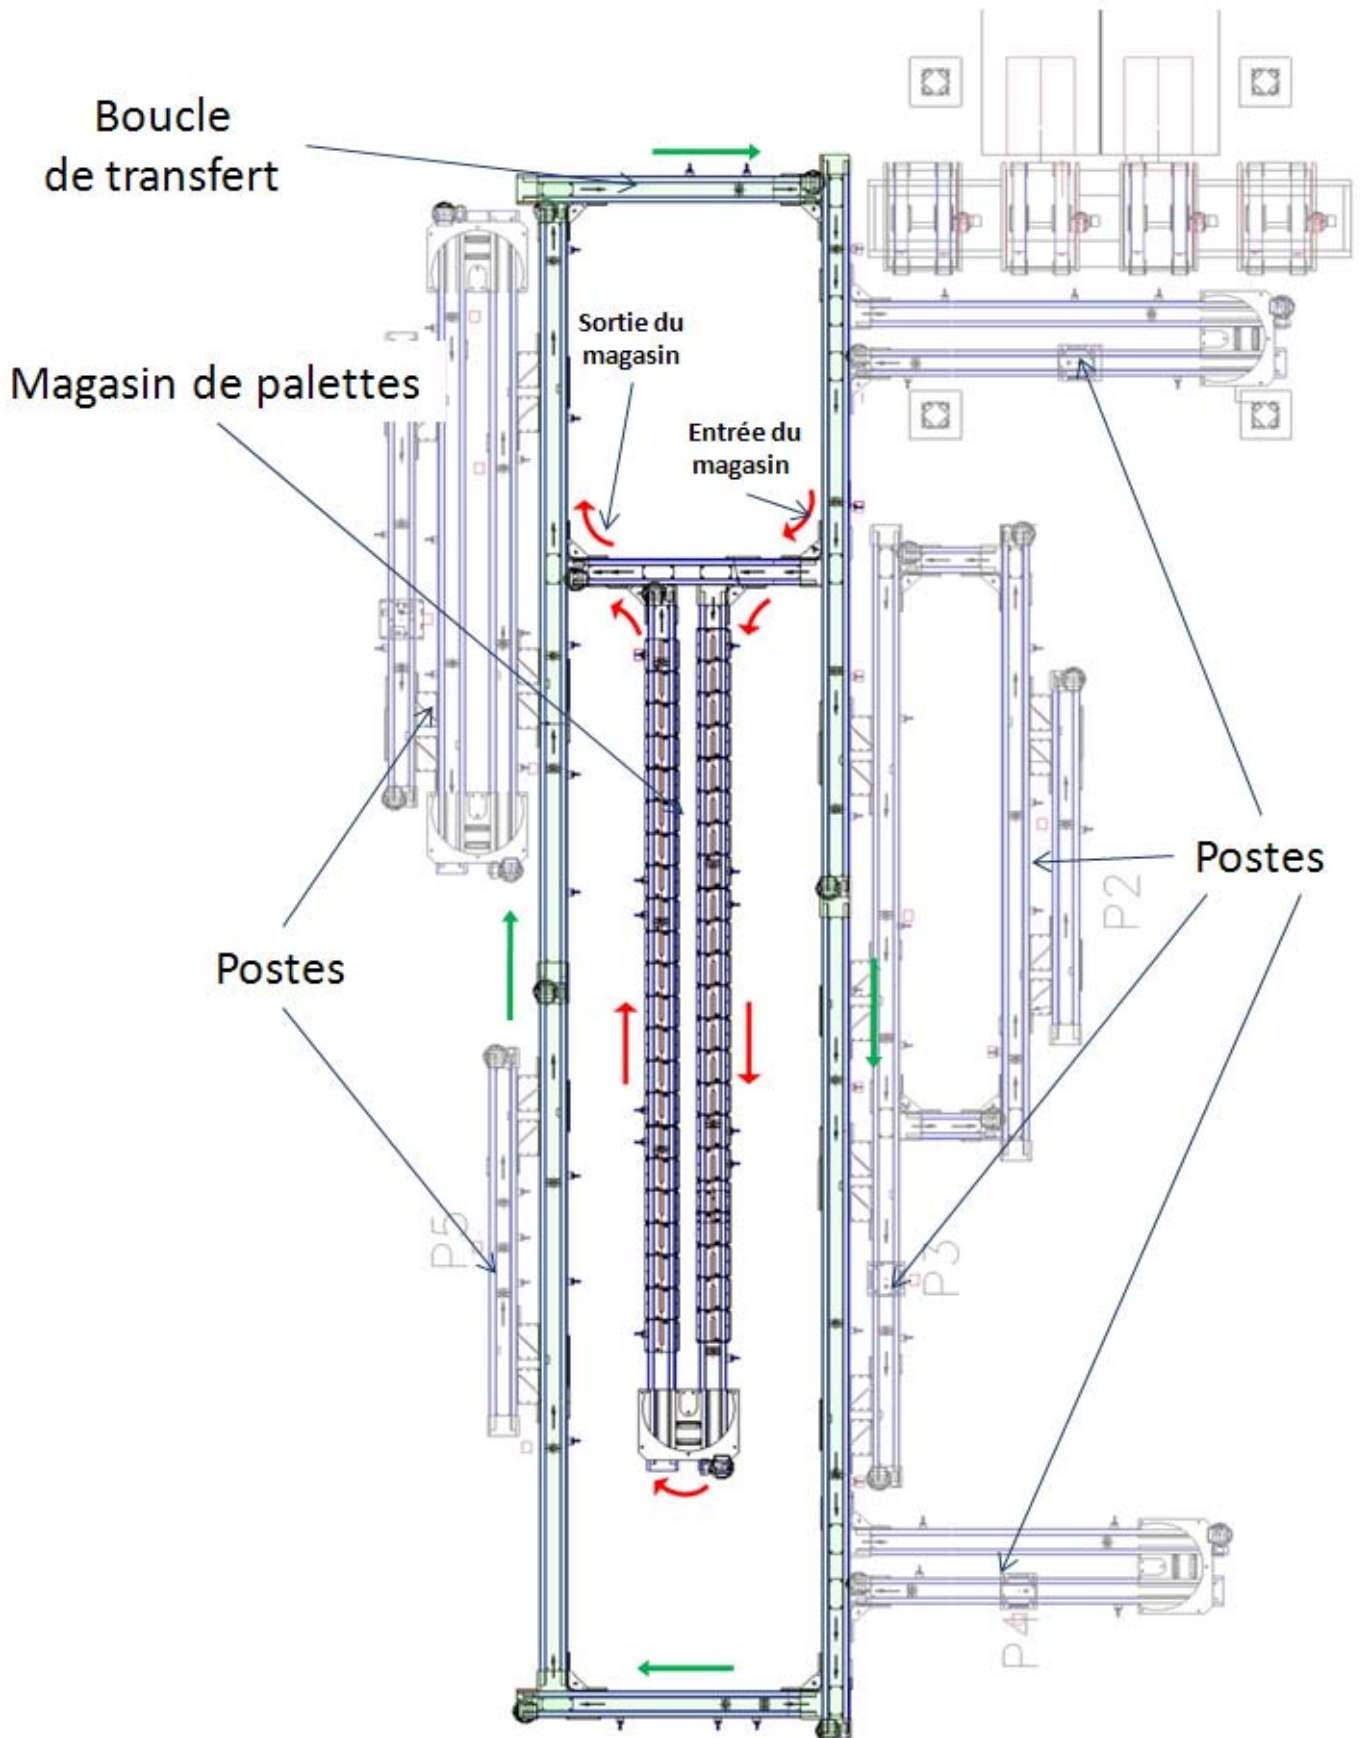 Boucle
de transfert
Sortie du
magasin
Magasin de palettes
Entrée du
magasin
Postes
P2
Postes
P5
P3
P4